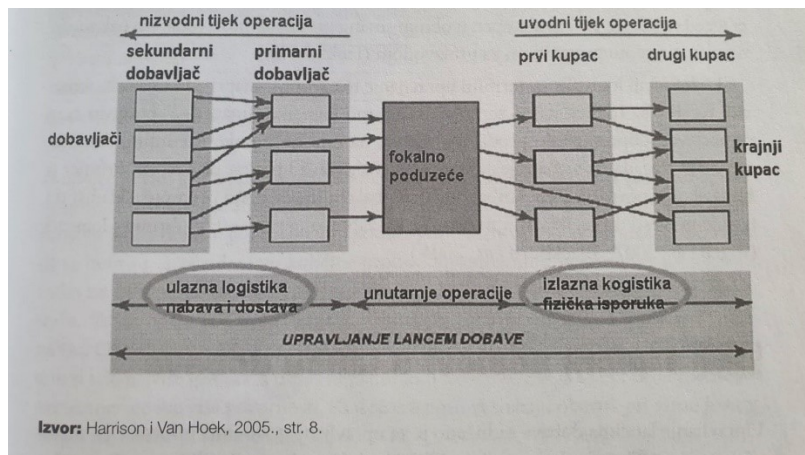 nizvodni tijek operacija
uvodni tijek operacija
sekundarni
dobavljač
primarni
dobavljač
prvi kupac
drugi kupac
dobavljači
fokalno
poduzeće
krajnji
kupac
ulazna logistika
nabava i dostava
unutarnje operacije
izlazna kogistika
fizička isporuka
UPRAVLJANJE LANCEM DOBAVE
Izvor: Harrison i Van Hoek, 2005., str. 8.